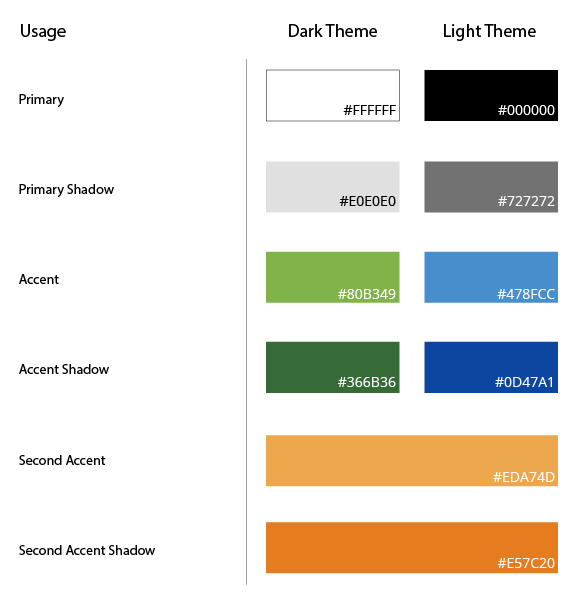 Usage Dark Theme Light Theme
Primary #FFFFFF #000000
Primary Shadow #E0E0E0 #727272
Accent #80B349 #478FCC
Accent Shadow #366B36 #0D47A1
Second Accent #EDA74D
Second Accent Shadow #E57C20